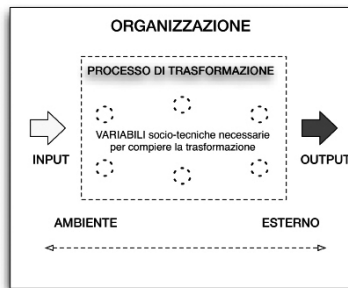 ORGANIZZAZIONE
PROCESSO DI TRASFORMAZIONE
VARIABILI socio-tecniche necessarie
per compiere la trasformazione
INPUT
OUTPUT
AMBIENTE
ESTERNO